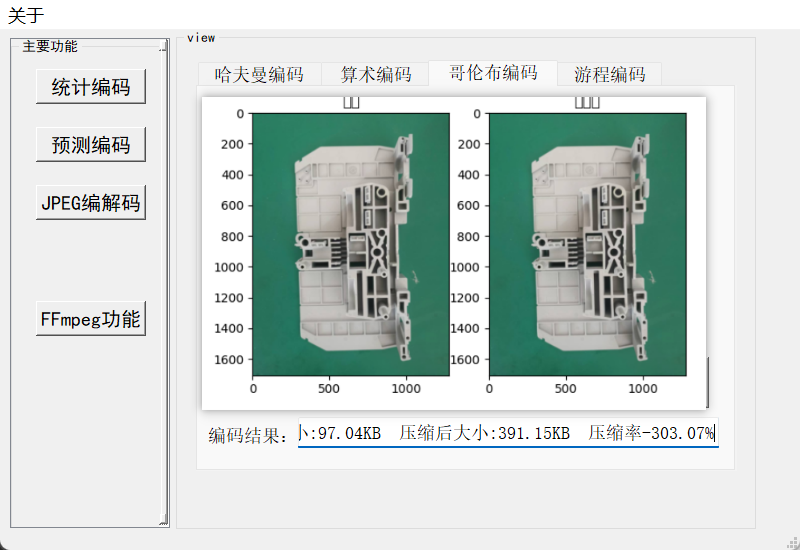 关于
主要功能
统计编码
预测编码
JPEG编解码
FFmpeg功能
view
哈夫曼编码 算术编码 哥伦布编码 游程编码
0
200
400
600
800
1000
1200
1400
1600
0 500 1000
0
200
400
600
800
1000
1200
1400
1600
0 500 1000
编码结果: 小:97.04KB 压缩后大小:391.15KB 压缩率-303.07%